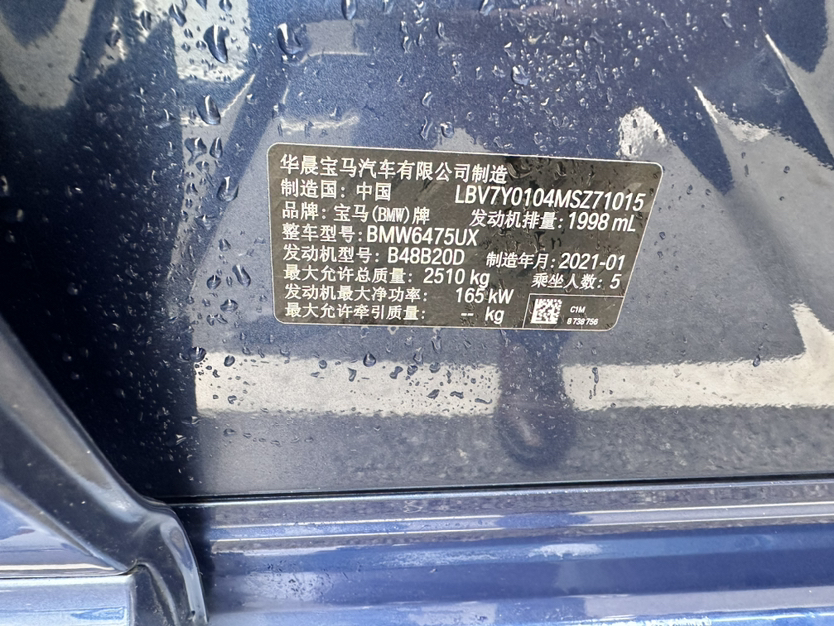 华晨宝马汽车有限公司制造
制造国: 中国 LBV7Y0104MSZ71015
品牌: 宝马(BMW)牌 发动机排量: 1998 mL
整车型号: BMW6475UX
发动机型号: B48B20D 制造年月: 2021-01
最大允许总质量: 2510 kg 乘坐人数: 5
发动机最大净功率: 165 kW
最大允许牵引质量: -- kg
C1M
8 738 756